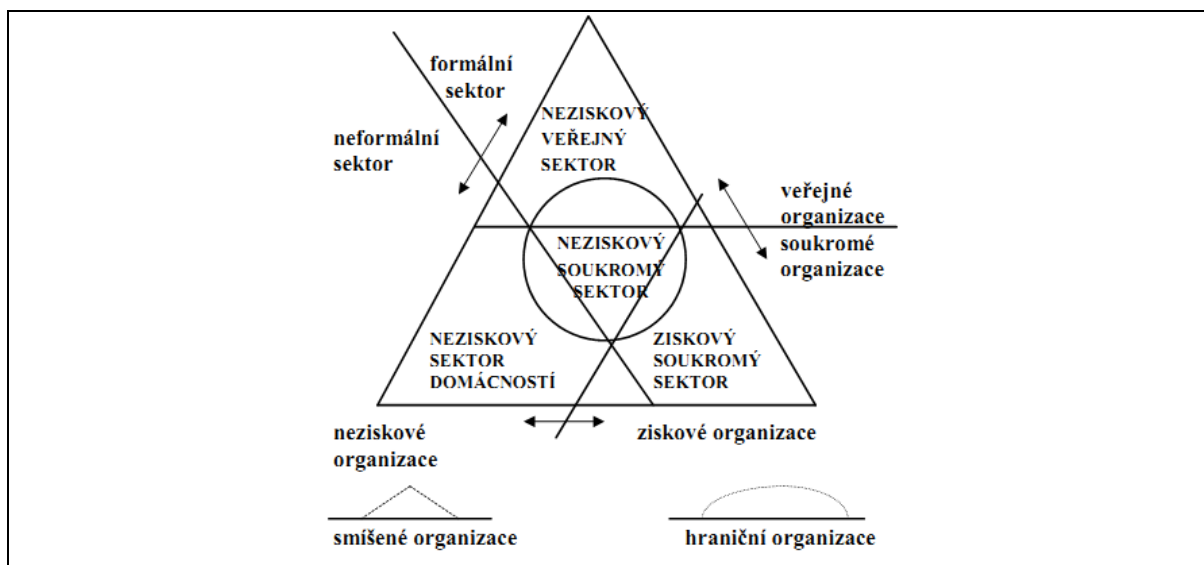 formální
sektor
neformální
sektor
NEZISKOVÝ
VEŘEJNÝ
SEKTOR
veřejné
organizace
soukromé
organizace
NEZISKOVÝ
SOUKROMÝ
SEKTOR
NEZISKOVÝ
SEKTOR
DOMÁCNOSTÍ
ZISKOVÝ
SOUKROMÝ
SEKTOR
neziskové
organizace
ziskové organizace
smíšené organizace
hraniční organizace